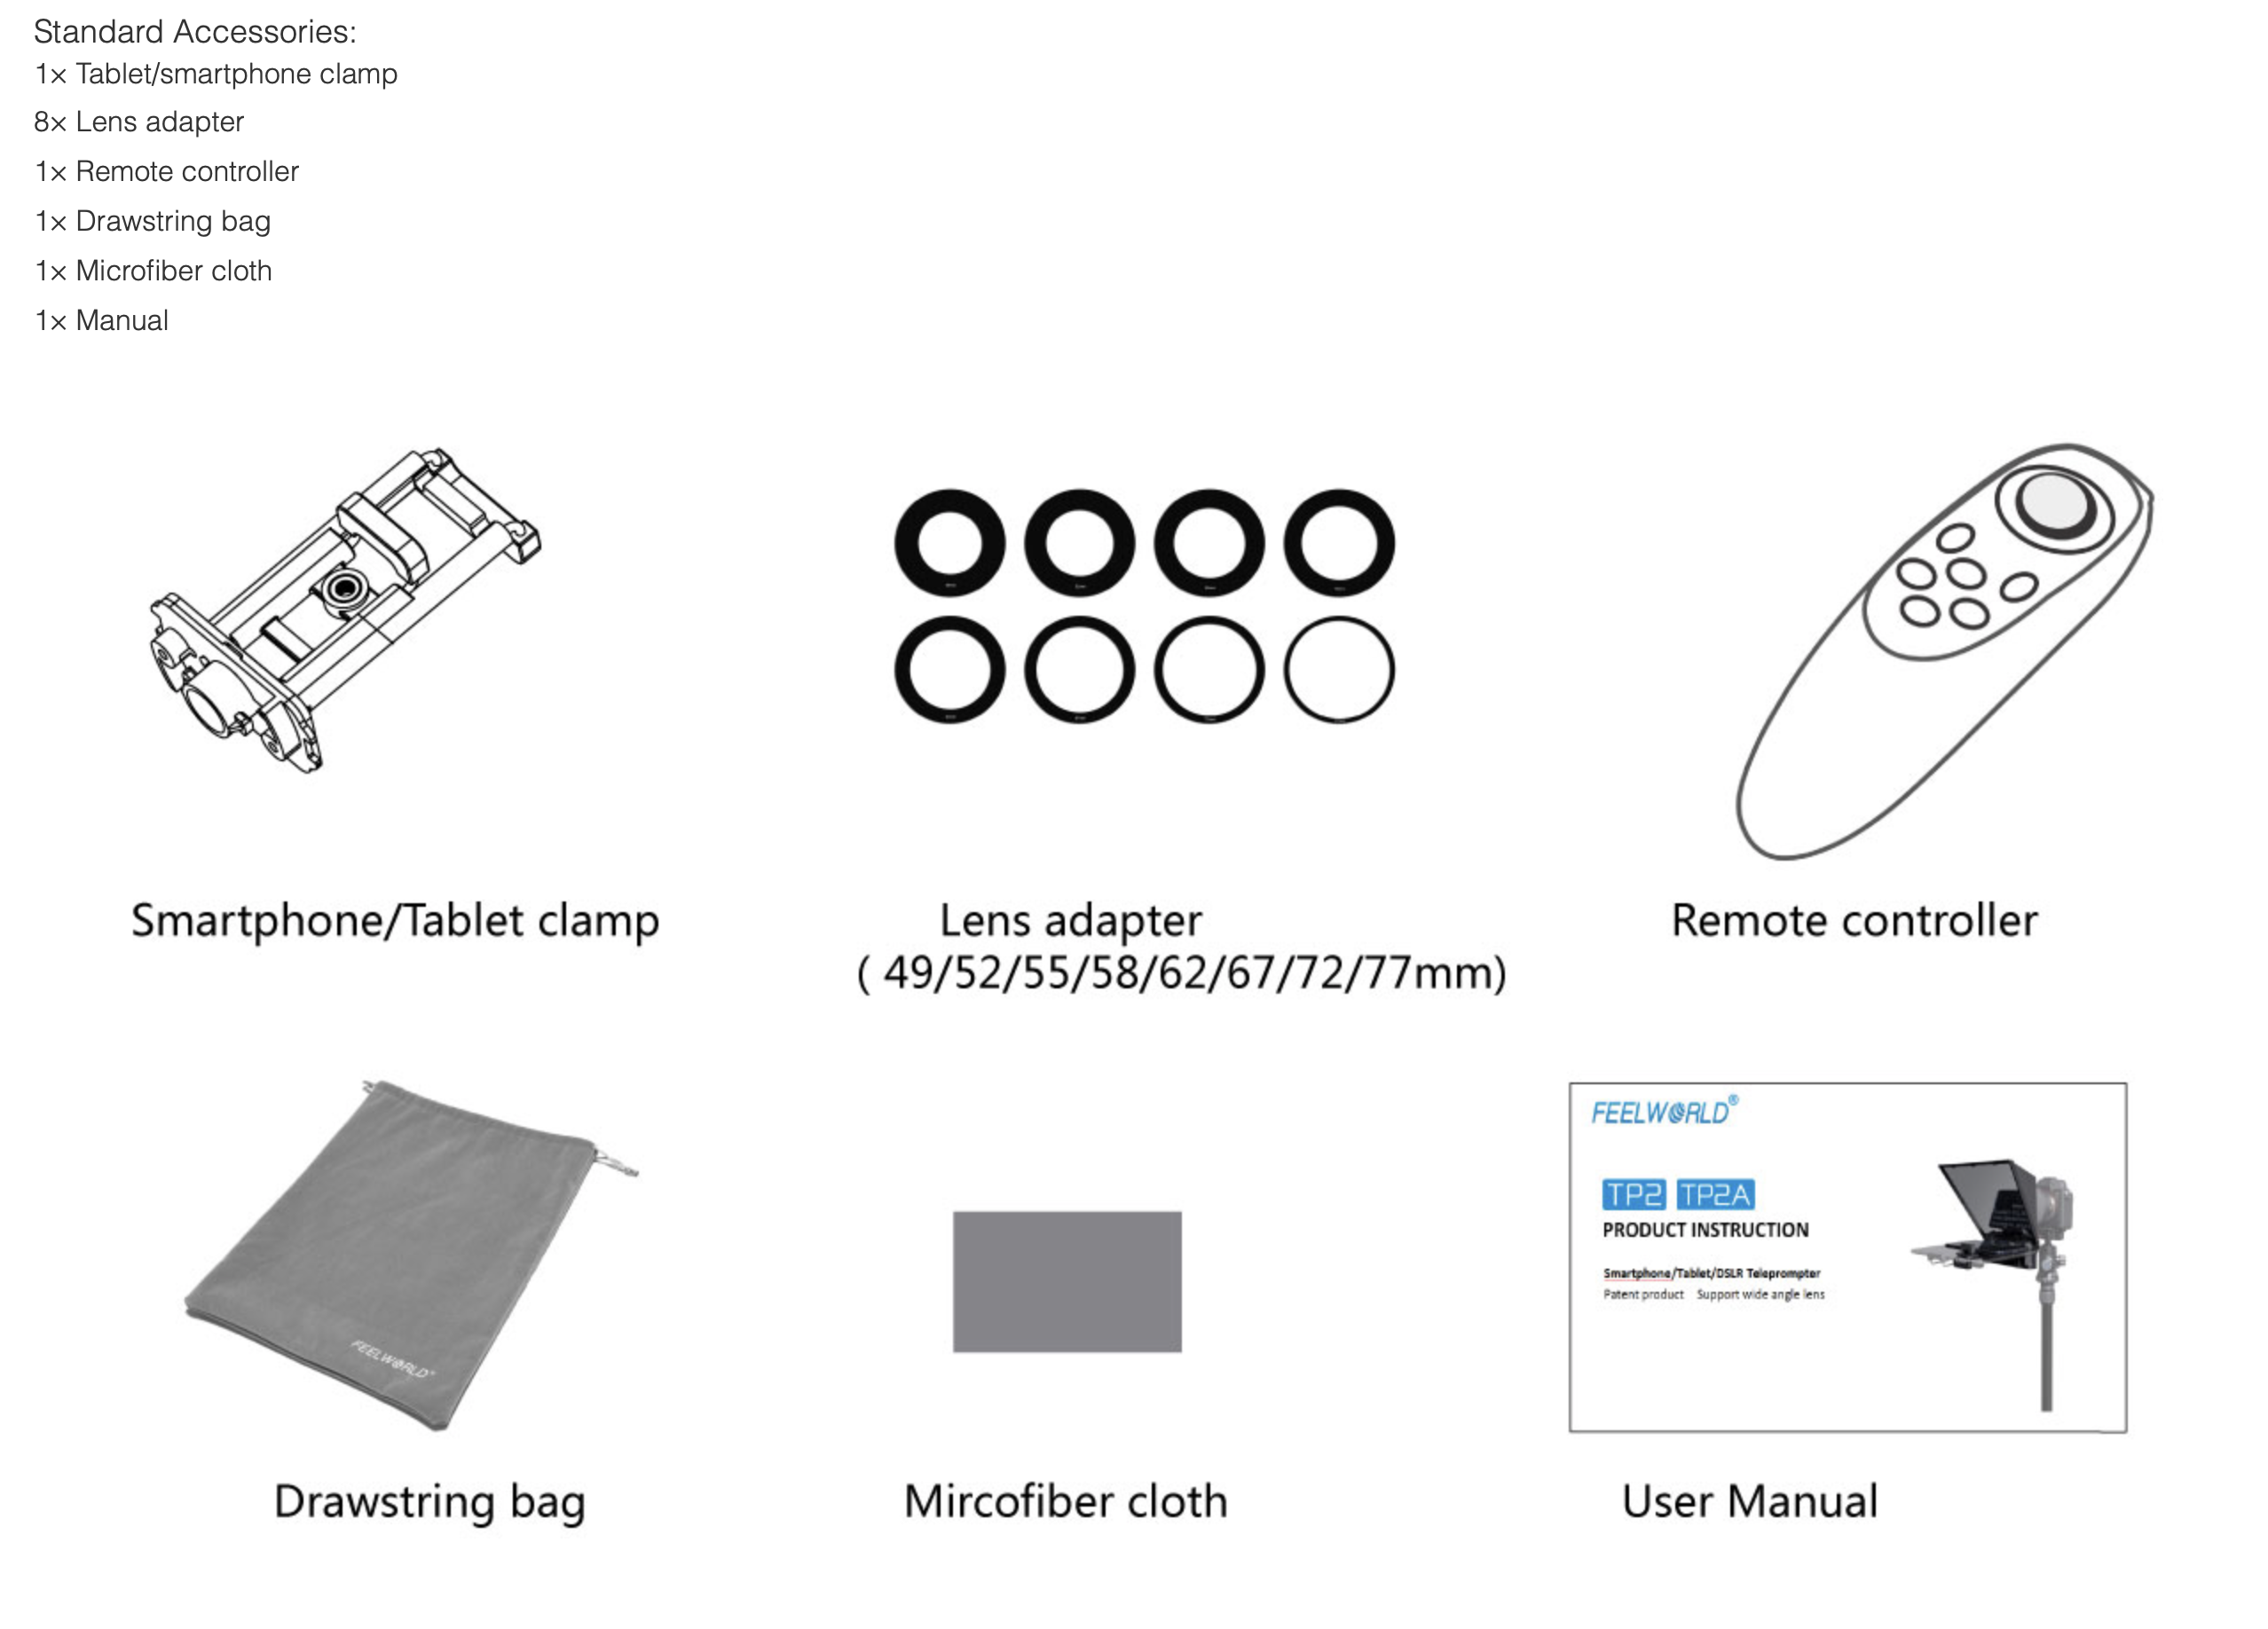 Standard Accessories:
1× Tablet/smartphone clamp
8× Lens adapter
1× Remote controller
1× Drawstring bag
1× Microfiber cloth
1× Manual
Smartphone/Tablet clamp
Lens adapter
( 49/52/55/58/62/67/72/77mm)
Remote controller
FEELWORLD®
FEELWORLD®
TP2 TP2A
PRODUCT INSTRUCTION
Smartphone/Tablet/DSLR Teleprompter
Patent product Support wide angle lens
Drawstring bag
Mircofiber cloth
User Manual